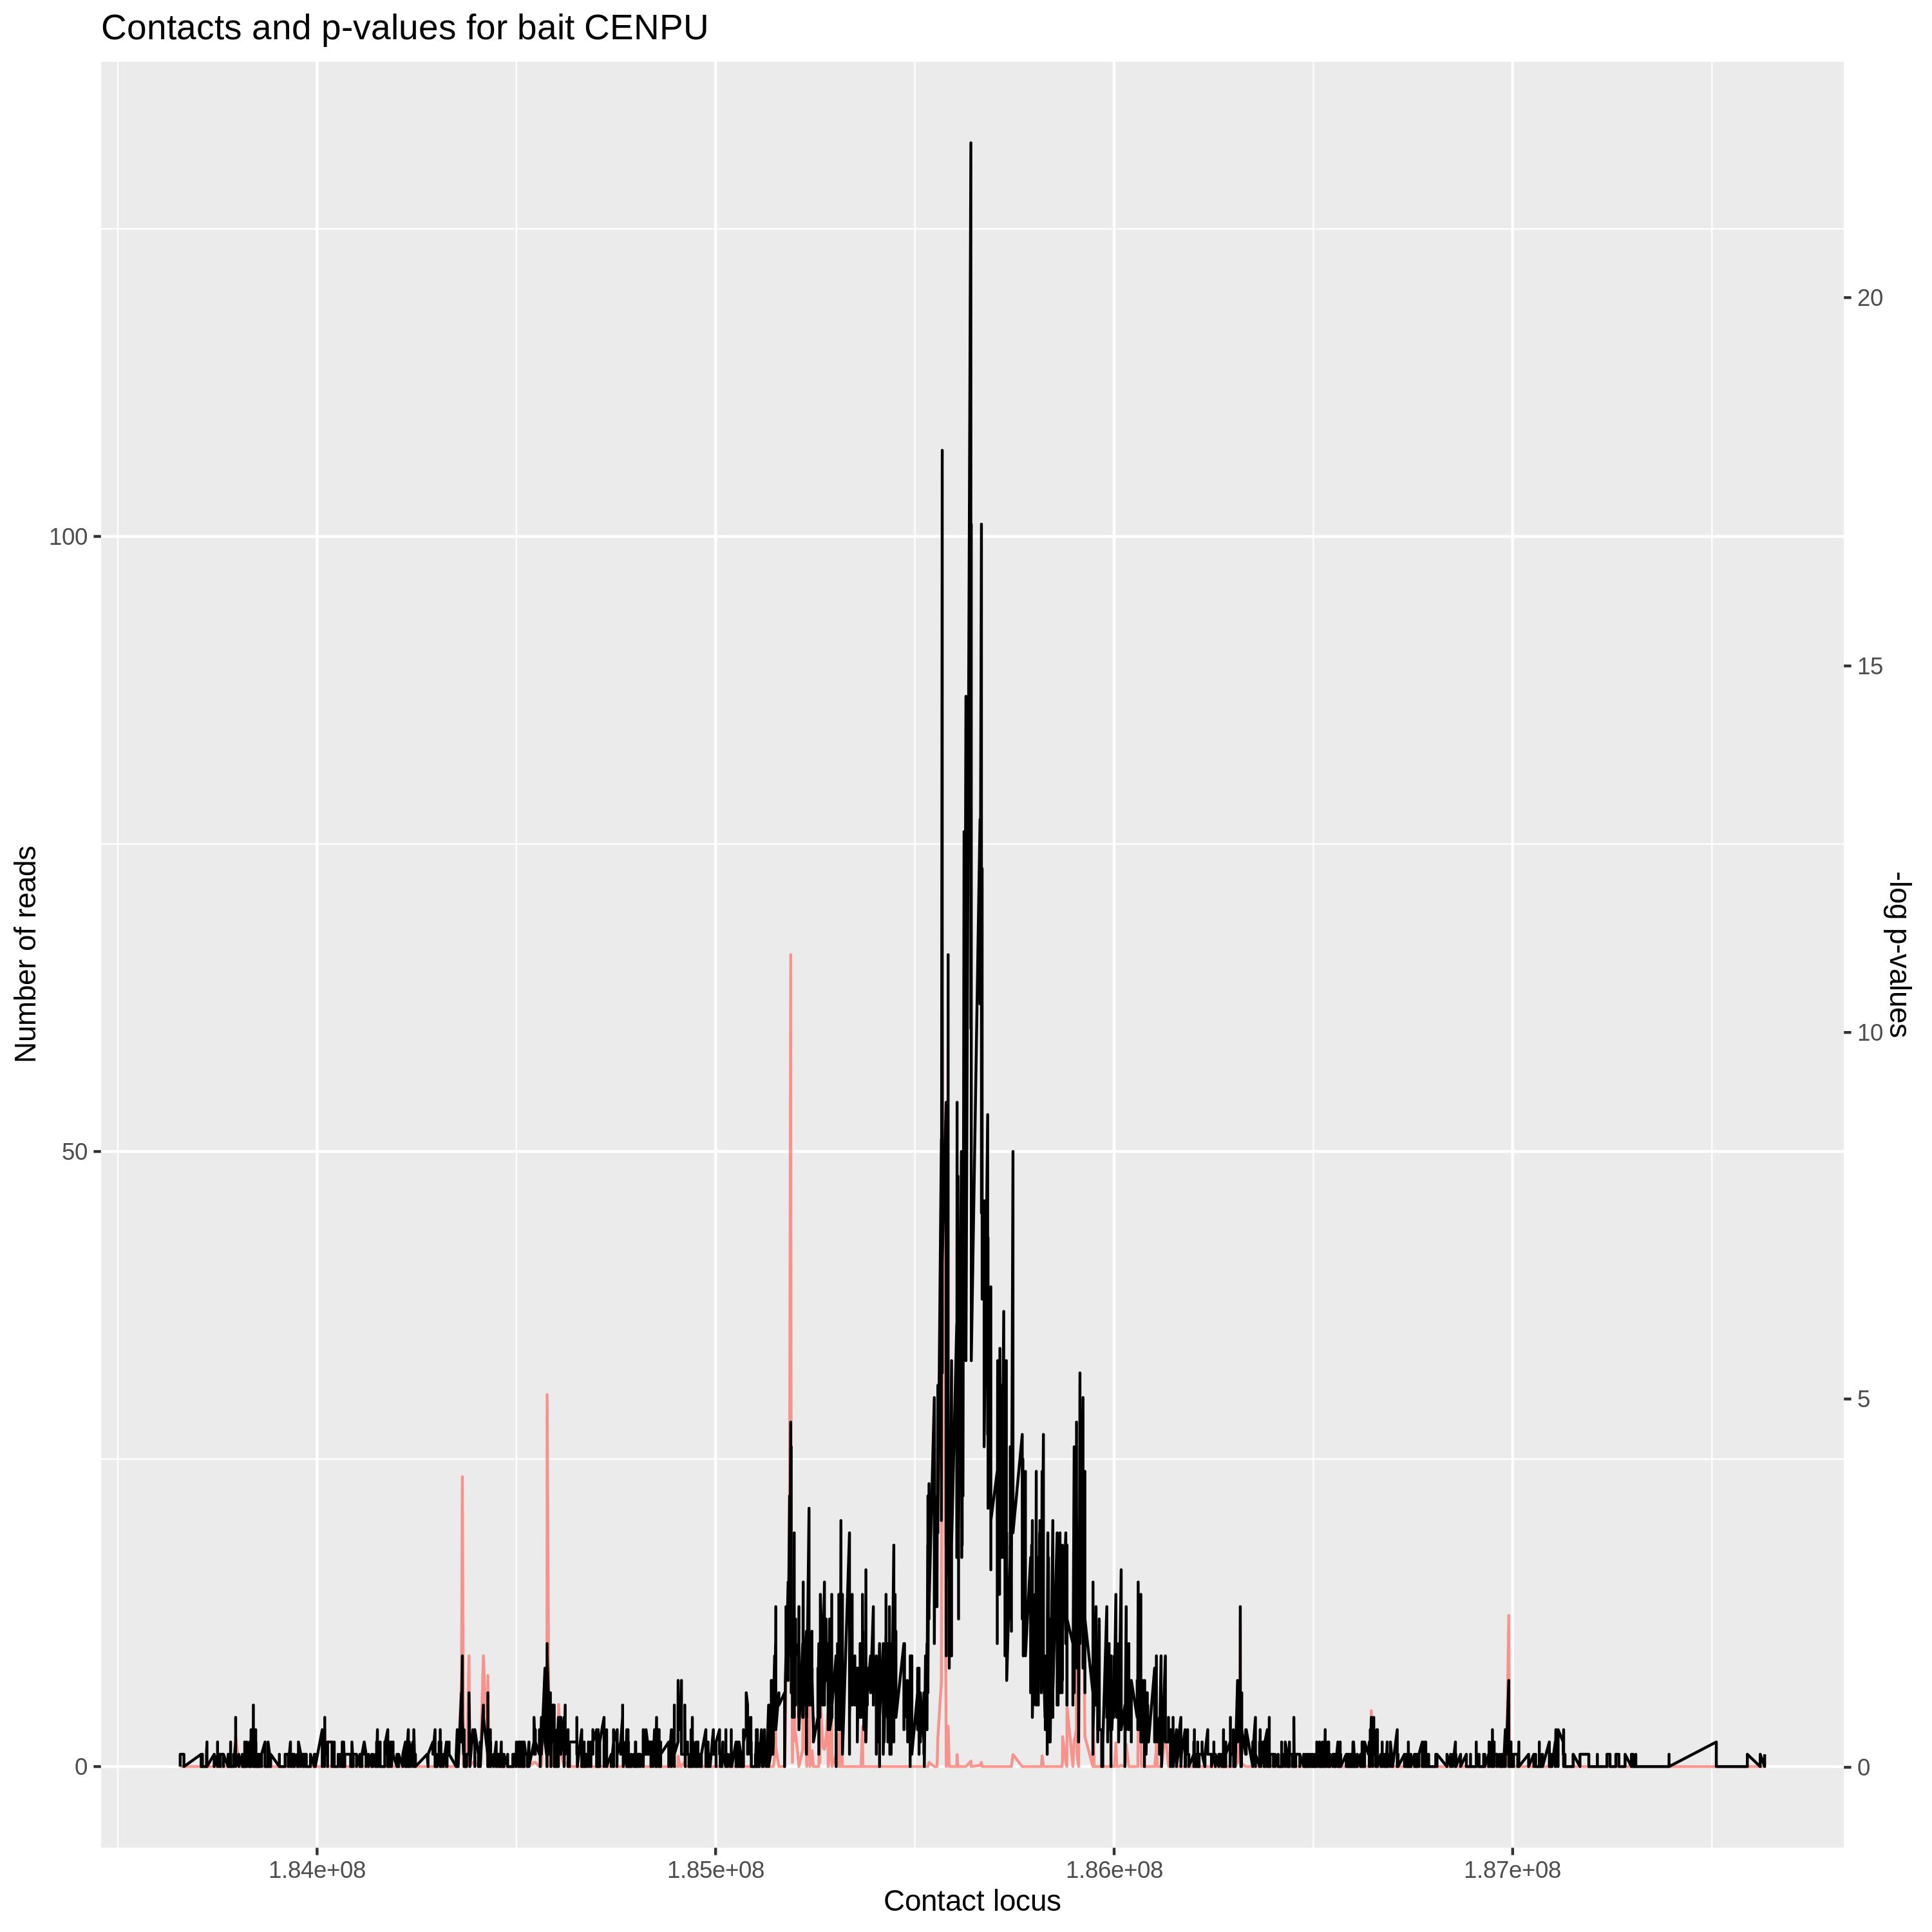 Contacts and p-values for bait CENPU
Number of reads
100
50
0
20
15
10
5
0
-log p-values
1.84e+08
1.85e+08
1.86e+08
1.87e+08
Contact locus